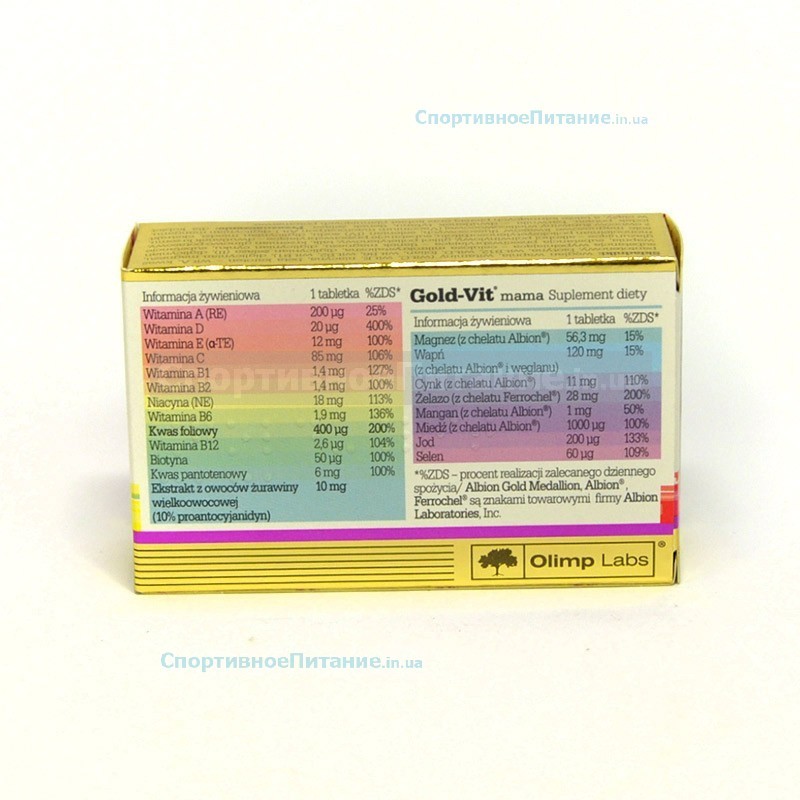 СпортивноеПитание.in.ua
Informacja żywieniowa 1 tabletka %ZDS*
Witamina A (RE) 200 µg 25%
Witamina D 20 µg 400%
Witamina E (α-TE) 12 mg 100%
Witamina C 85 mg 106%
Witamina B1 1,4 mg 127%
Witamina B2 1,4 mg 100%
Niacyna (NE) 18 mg 113%
Witamina B6 1,9 mg 136%
Kwas foliowy 400 µg 200%
Witamina B12 2,6 µg 104%
Biotyna 50 µg 100%
Kwas pantotenowy 6 mg 100%
Ekstrakt z owoców żurawiny 10 mg
wielkoowocowej
(10% proantocyjanidyn)
Gold-Vit® mama Suplement diety
Informacja żywieniowa 1 tabletka %ZDS*
Magnez (z chelatu Albion®) 56,3 mg 15%
Wapń 120 mg 15%
(z chelatu Albion® i węglanu)
Cynk (z chelatu Albion®) 11 mg 110%
Żelazo (z chelatu Ferrochel®) 28 mg 200%
Mangan (z chelatu Albion®) 1 mg 50%
Miedź (z chelatu Albion®) 1000 µg 100%
Jod 200 µg 133%
Selen 60 µg 109%
*%ZDS – procent realizacji zalecanego dziennego
spożycia/ Albion Gold Medallion, Albion®,
Ferrochel® są znakami towarowymi firmy Albion
Laboratories, Inc.
Olimp Labs®
СпортивноеПитание.in.ua